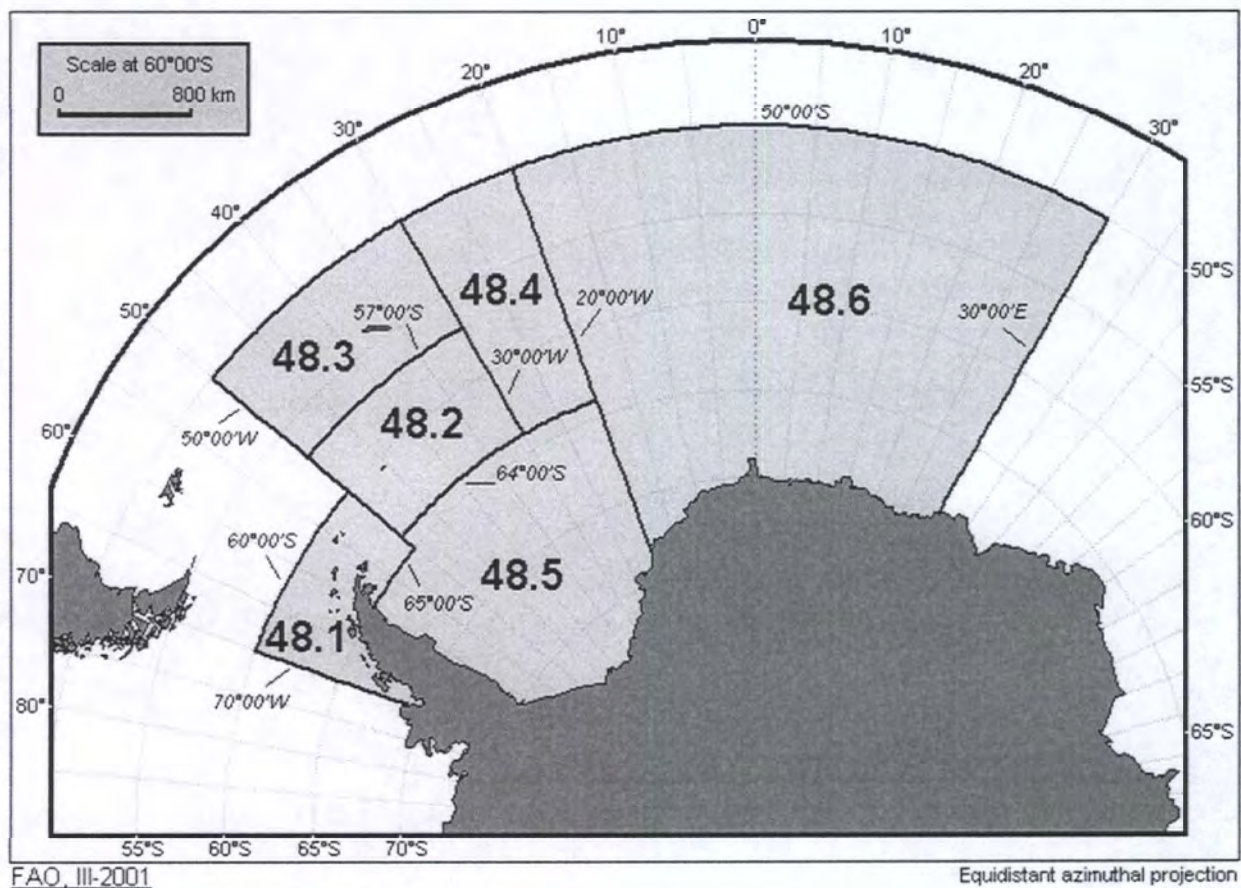 Scale at 60°00'S
0 800 km
0°
10°
10°
20°
20°
30°
30°
40°
50°
60°
70°
80°
50°00'S
48.4
20°00'W
48.6
30°00'E
57°00'S
48.3
30°00'W
48.2
50°00'W
64°00'S
60°00'S
48.5
65°00'S
48.1
70°00'W
50°S
55°S
60°S
65°S
55°S 60°S 65°S 70°S
FAO, III-2001
Equidistant azimuthal projection